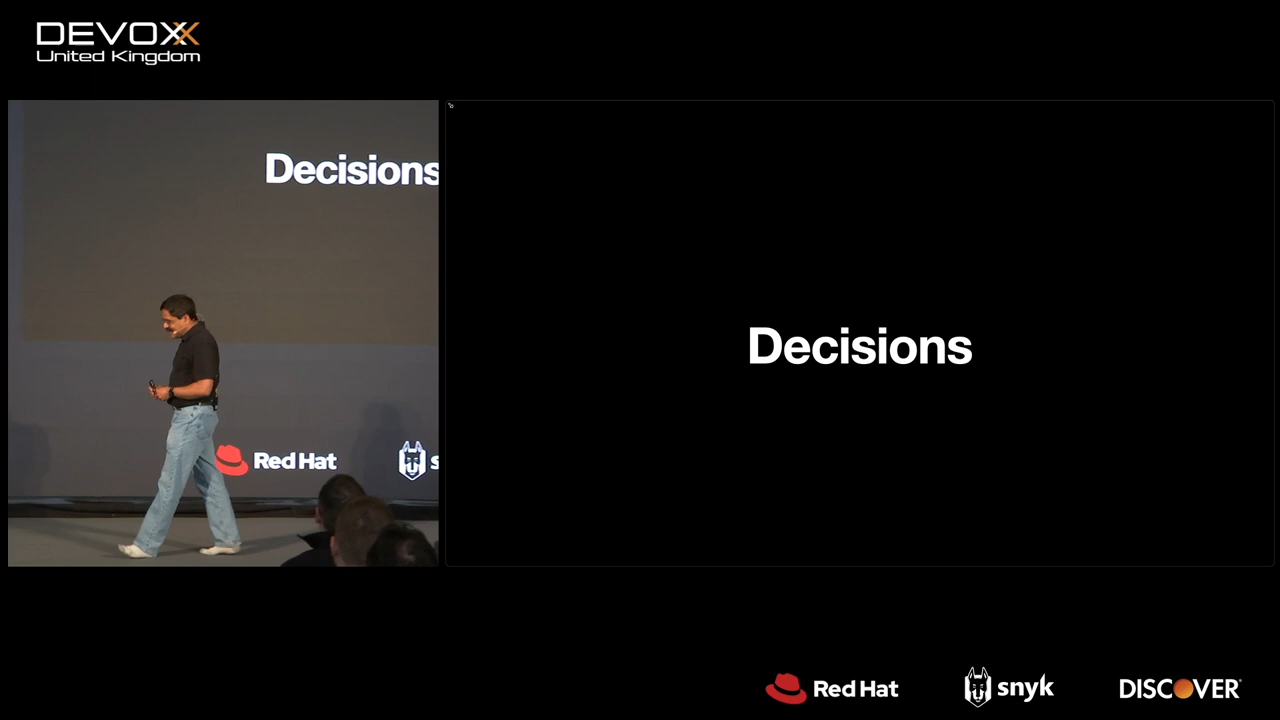 DEVOXX
United Kingdom
Decisions
Red Hat
s
Decisions
Red Hat
snyk
DISCOVER